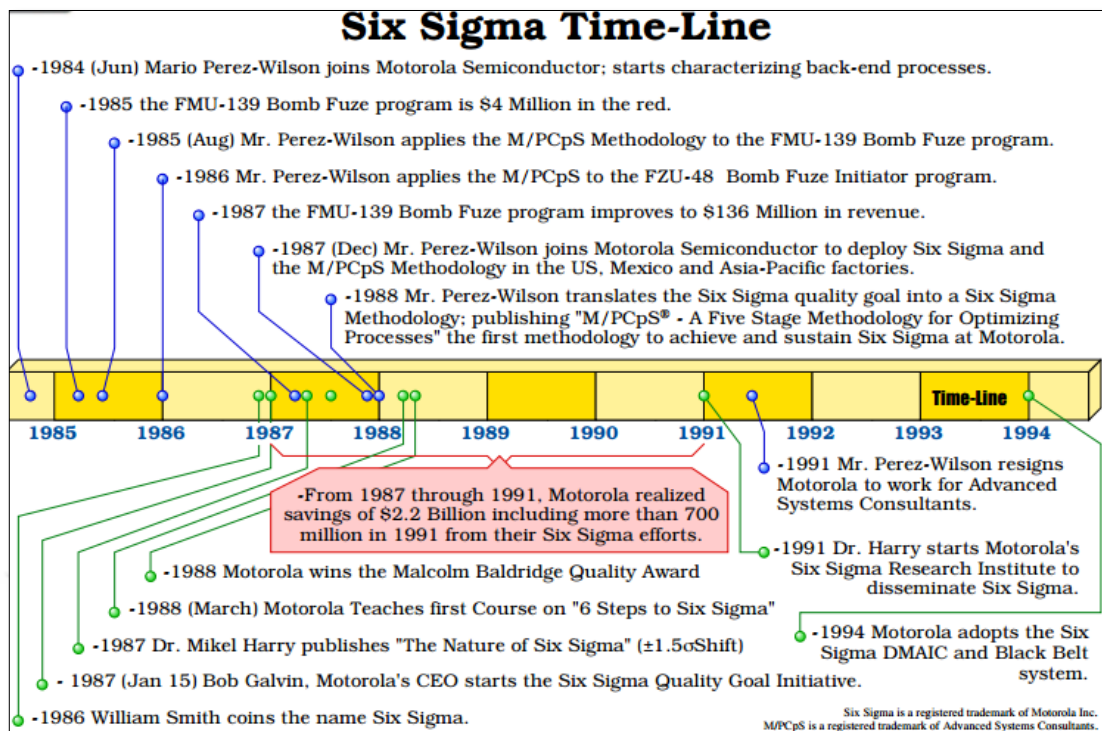 Six Sigma Time-Line
-1984 (Jun) Mario Perez-Wilson joins Motorola Semiconductor; starts characterizing back-end processes.
-1985 the FMU-139 Bomb Fuze program is $4 Million in the red.
-1985 (Aug) Mr. Perez-Wilson applies the M/PCpS Methodology to the FMU-139 Bomb Fuze program.
-1986 Mr. Perez-Wilson applies the M/PCpS to the FZU-48 Bomb Fuze Initiator program.
-1987 the FMU-139 Bomb Fuze program improves to $136 Million in revenue.
-1987 (Dec) Mr. Perez-Wilson joins Motorola Semiconductor to deploy Six Sigma and
the M/PCpS Methodology in the US, Mexico and Asia-Pacific factories.
-1988 Mr. Perez-Wilson translates the Six Sigma quality goal into a Six Sigma
Methodology; publishing "M/PCpS® - A Five Stage Methodology for Optimizing
Processes" the first methodology to achieve and sustain Six Sigma at Motorola.
Time-Line
1985 1986 1987 1988 1989 1990 1991 1992 1993 1994
-From 1987 through 1991, Motorola realized
savings of $2.2 Billion including more than 700
million in 1991 from their Six Sigma efforts.
-1991 Mr. Perez-Wilson resigns
Motorola to work for Advanced
Systems Consultants.
-1991 Dr. Harry starts Motorola's
Six Sigma Research Institute to
disseminate Six Sigma.
-1988 Motorola wins the Malcolm Baldridge Quality Award
-1988 (March) Motorola Teaches first Course on "6 Steps to Six Sigma"
-1987 Dr. Mikel Harry publishes "The Nature of Six Sigma" (±1.5σShift)
-1994 Motorola adopts the Six
Sigma DMAIC and Black Belt
system.
- 1987 (Jan 15) Bob Galvin, Motorola's CEO starts the Six Sigma Quality Goal Initiative.
-1986 William Smith coins the name Six Sigma.
Six Sigma is a registered trademark of Motorola Inc.
M/PCpS is a registered trademark of Advanced Systems Consultants.